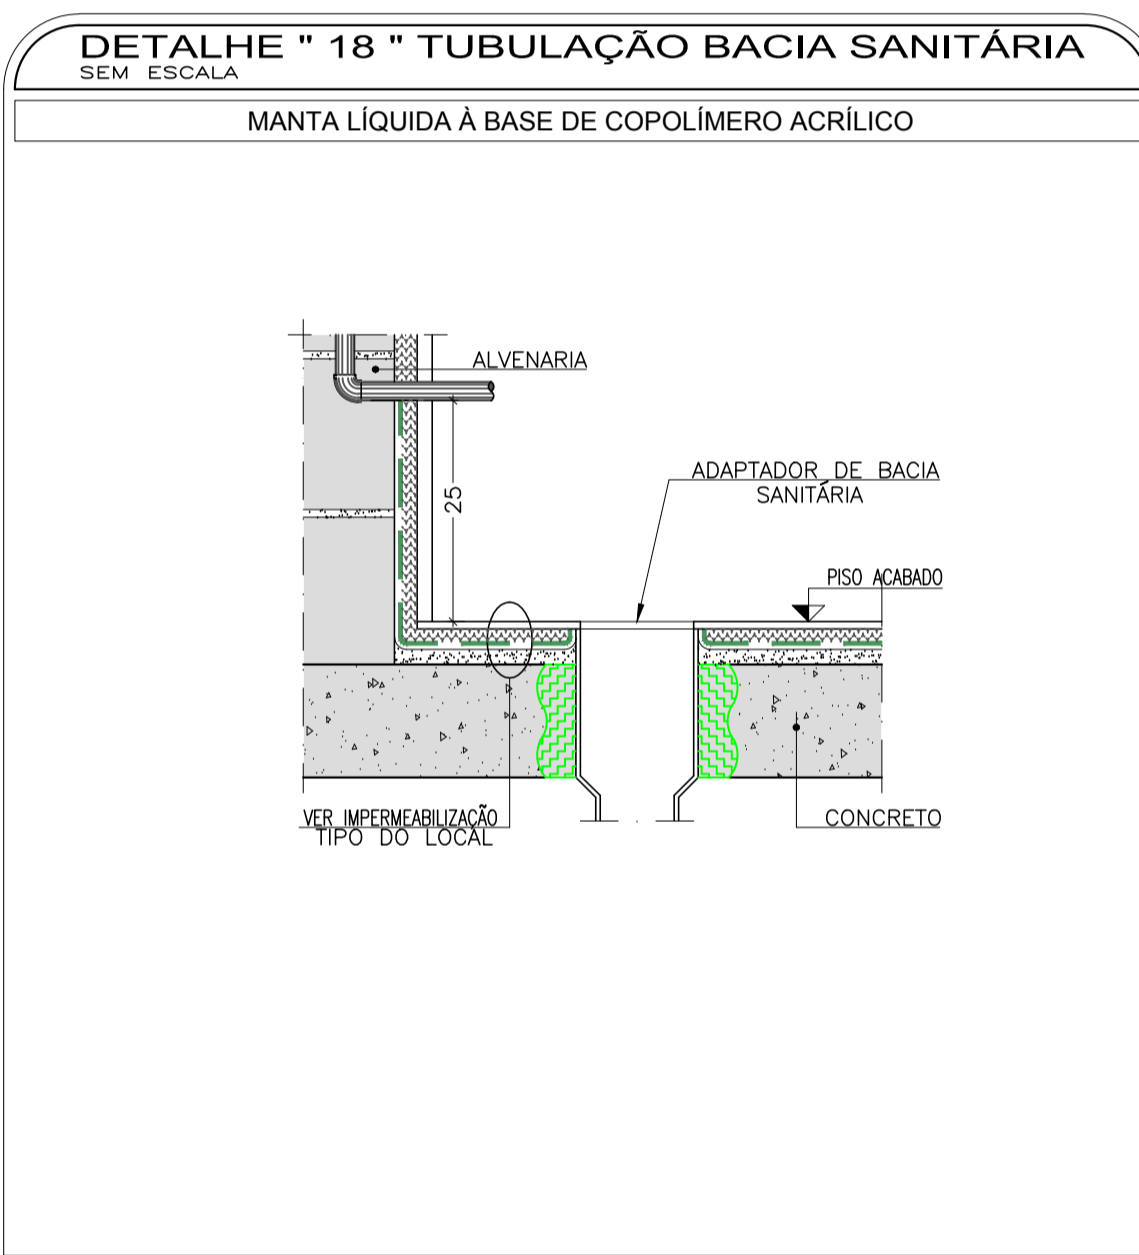 DETALHE " 18 " TUBULAÇÃO BACIA SANITÁRIA
SEM ESCALA
MANTA LÍQUIDA À BASE DE COPOLÍMERO ACRÍLICO
ALVENARIA
25
ADAPTADOR DE BACIA
SANITÁRIA
PISO ACABADO
VER IMPERMEABILIZAÇÃO
TIPO DO LOCAL
CONCRETO